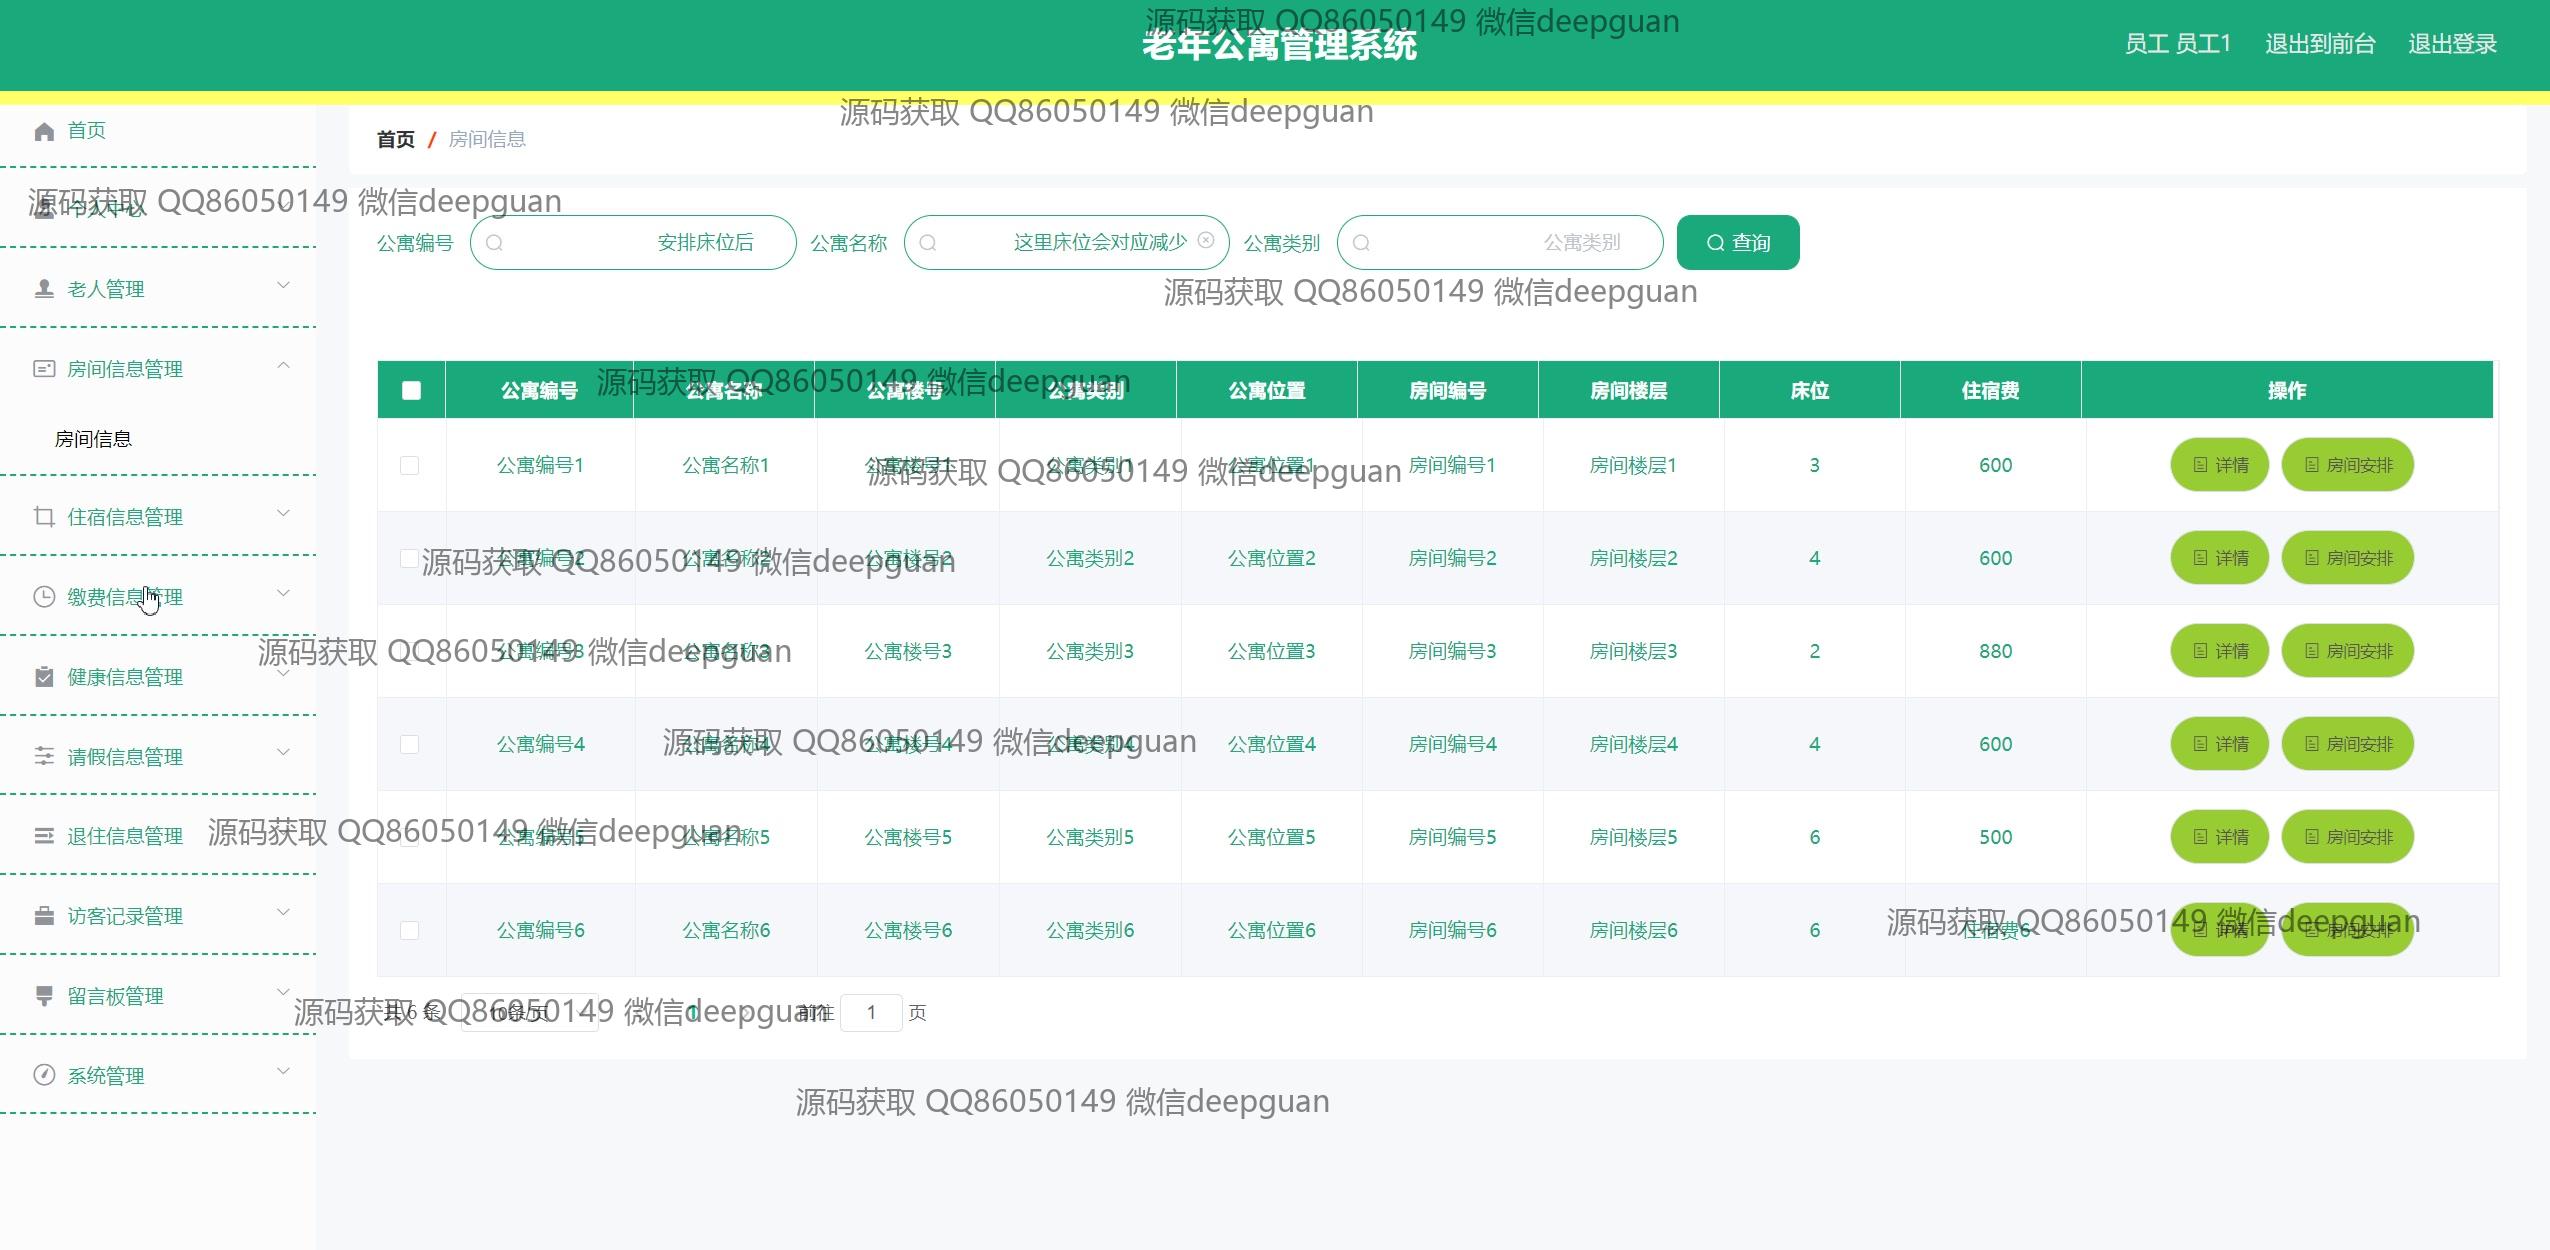 源码获取 QQ86050149 微信deepguan
老年公寓管理系统
员工 员工1 退出到前台 退出登录
源码获取 QQ86050149 微信deepguan
首页
首页 / 房间信息
源码获取 QQ86050149 微信deepguan
个人中心
公寓编号 安排床位后 公寓名称 这里床位会对应减少 公寓类别 公寓类别 查询
老人管理
源码获取 QQ86050149 微信deepguan
房间信息管理
源码获取 QQ86050149 微信deepguan
公寓编号 公寓名称 公寓楼号 公寓类别 公寓位置 房间编号 房间楼层 床位 住宿费 操作
房间信息
公寓编号1 公寓名称1 公寓楼号1 公寓类别1 公寓位置1 房间编号1 房间楼层1 3 600 详情 房间安排
源码获取 QQ86050149 微信deepguan
住宿信息管理
公寓编号2 公寓名称2 公寓楼号2 公寓类别2 公寓位置2 房间编号2 房间楼层2 4 600 详情 房间安排
源码获取 QQ86050149 微信deepguan
缴费信息管理
公寓编号3 公寓名称3 公寓楼号3 公寓类别3 公寓位置3 房间编号3 房间楼层3 2 880 详情 房间安排
源码获取 QQ86050149 微信deepguan
健康信息管理
公寓编号4 公寓名称4 公寓楼号4 公寓类别4 公寓位置4 房间编号4 房间楼层4 4 600 详情 房间安排
源码获取 QQ86050149 微信deepguan
请假信息管理
退住信息管理
源码获取 QQ86050149 微信deepguan
公寓编号5 公寓名称5 公寓楼号5 公寓类别5 公寓位置5 房间编号5 房间楼层5 6 500 详情 房间安排
访客记录管理
源码获取 QQ86050149 微信deepguan
公寓编号6 公寓名称6 公寓楼号6 公寓类别6 公寓位置6 房间编号6 房间楼层6 6 住宿费6 详情 房间安排
留言板管理
源码获取 QQ86050149 微信deepguan
共 6 条 10条/页 1 前往 1 页
系统管理
源码获取 QQ86050149 微信deepguan